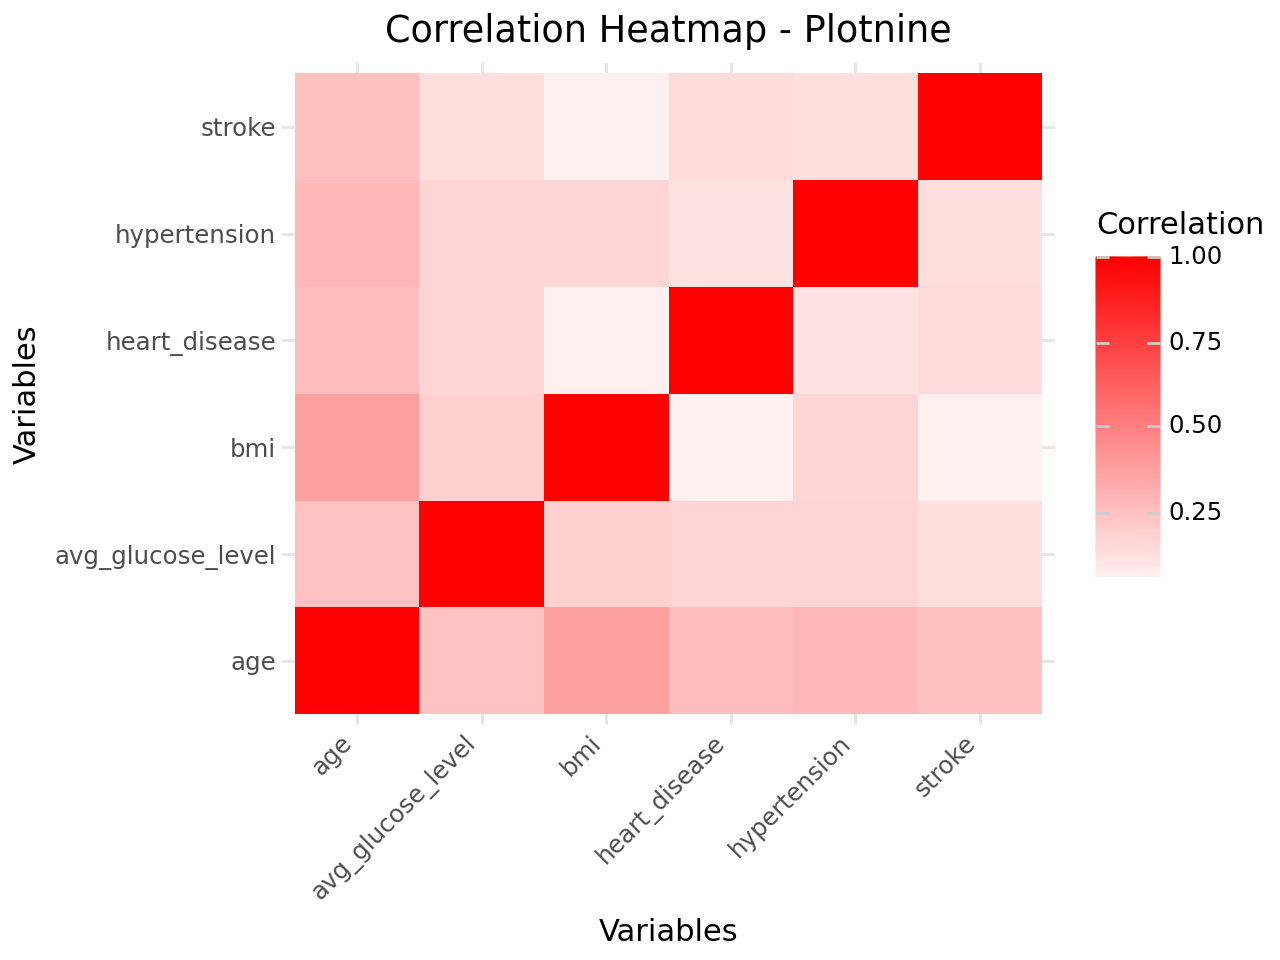 Correlation Heatmap - Plotnine
Variables
stroke
hypertension
heart_disease
bmi
avg_glucose_level
age
age
avg_glucose_level
bmi
heart_disease
hypertension
stroke
Variables
Correlation
1.00
0.75
0.50
0.25